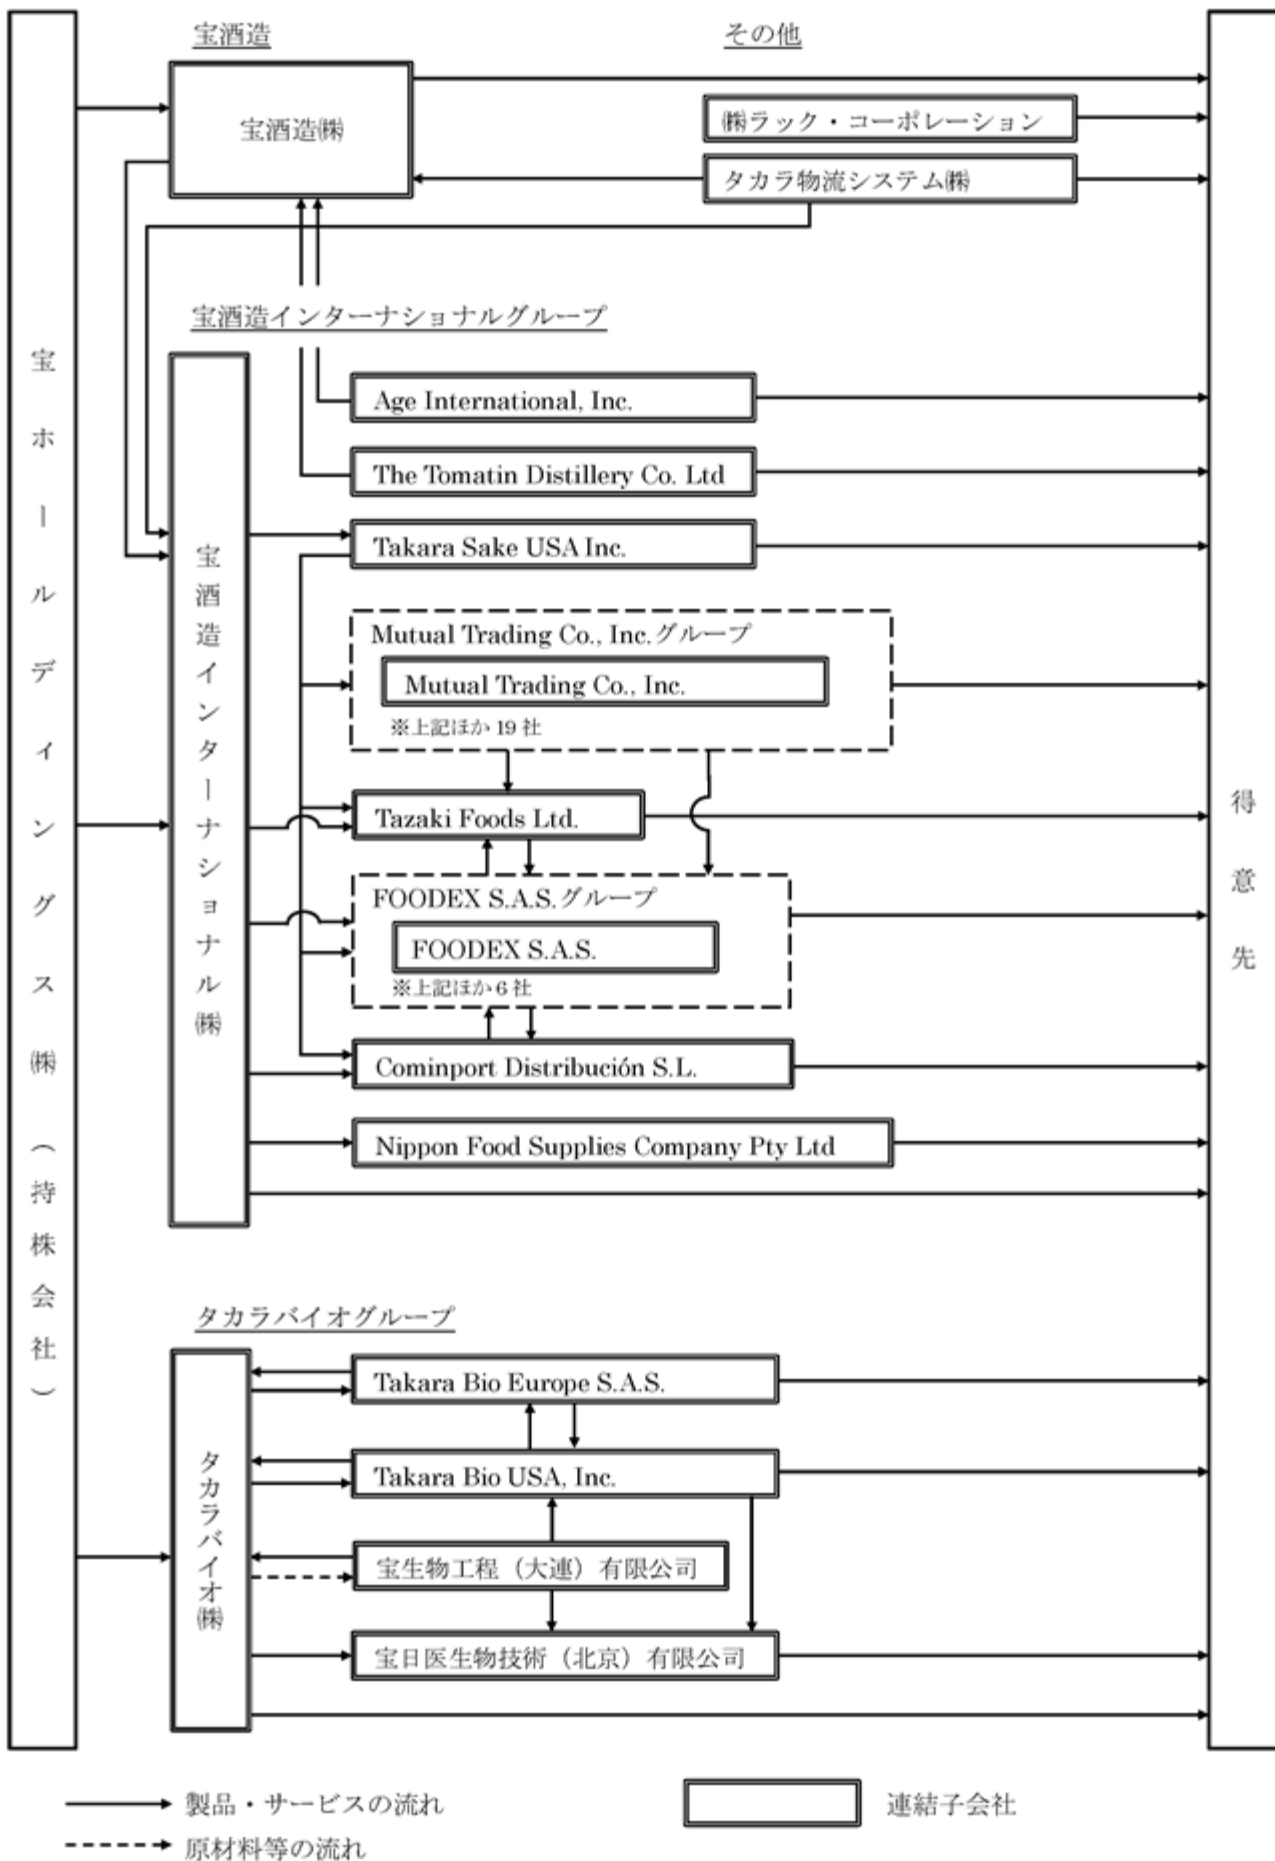 宝酒造
その他
宝酒造㈱
㈱ラック・コーポレーション
タカラ物流システム㈱
宝酒造インターナショナルグループ
宝ホールディングス㈱（持株会社）
宝酒造インターナショナル㈱
Age International, Inc.
The Tomatin Distillery Co. Ltd
Takara Sake USA Inc.
Mutual Trading Co., Inc.グループ
Mutual Trading Co., Inc.
※上記ほか 19 社
Tazaki Foods Ltd.
FOODEX S.A.S.グループ
FOODEX S.A.S.
※上記ほか 6 社
Cominport Distribución S.L.
Nippon Food Supplies Company Pty Ltd
得意先
タカラバイオグループ
タカラバイオ㈱
Takara Bio Europe S.A.S.
Takara Bio USA, Inc.
宝生物工程（大連）有限公司
宝日医生物技術（北京）有限公司
製品・サービスの流れ
連結子会社
原材料等の流れ